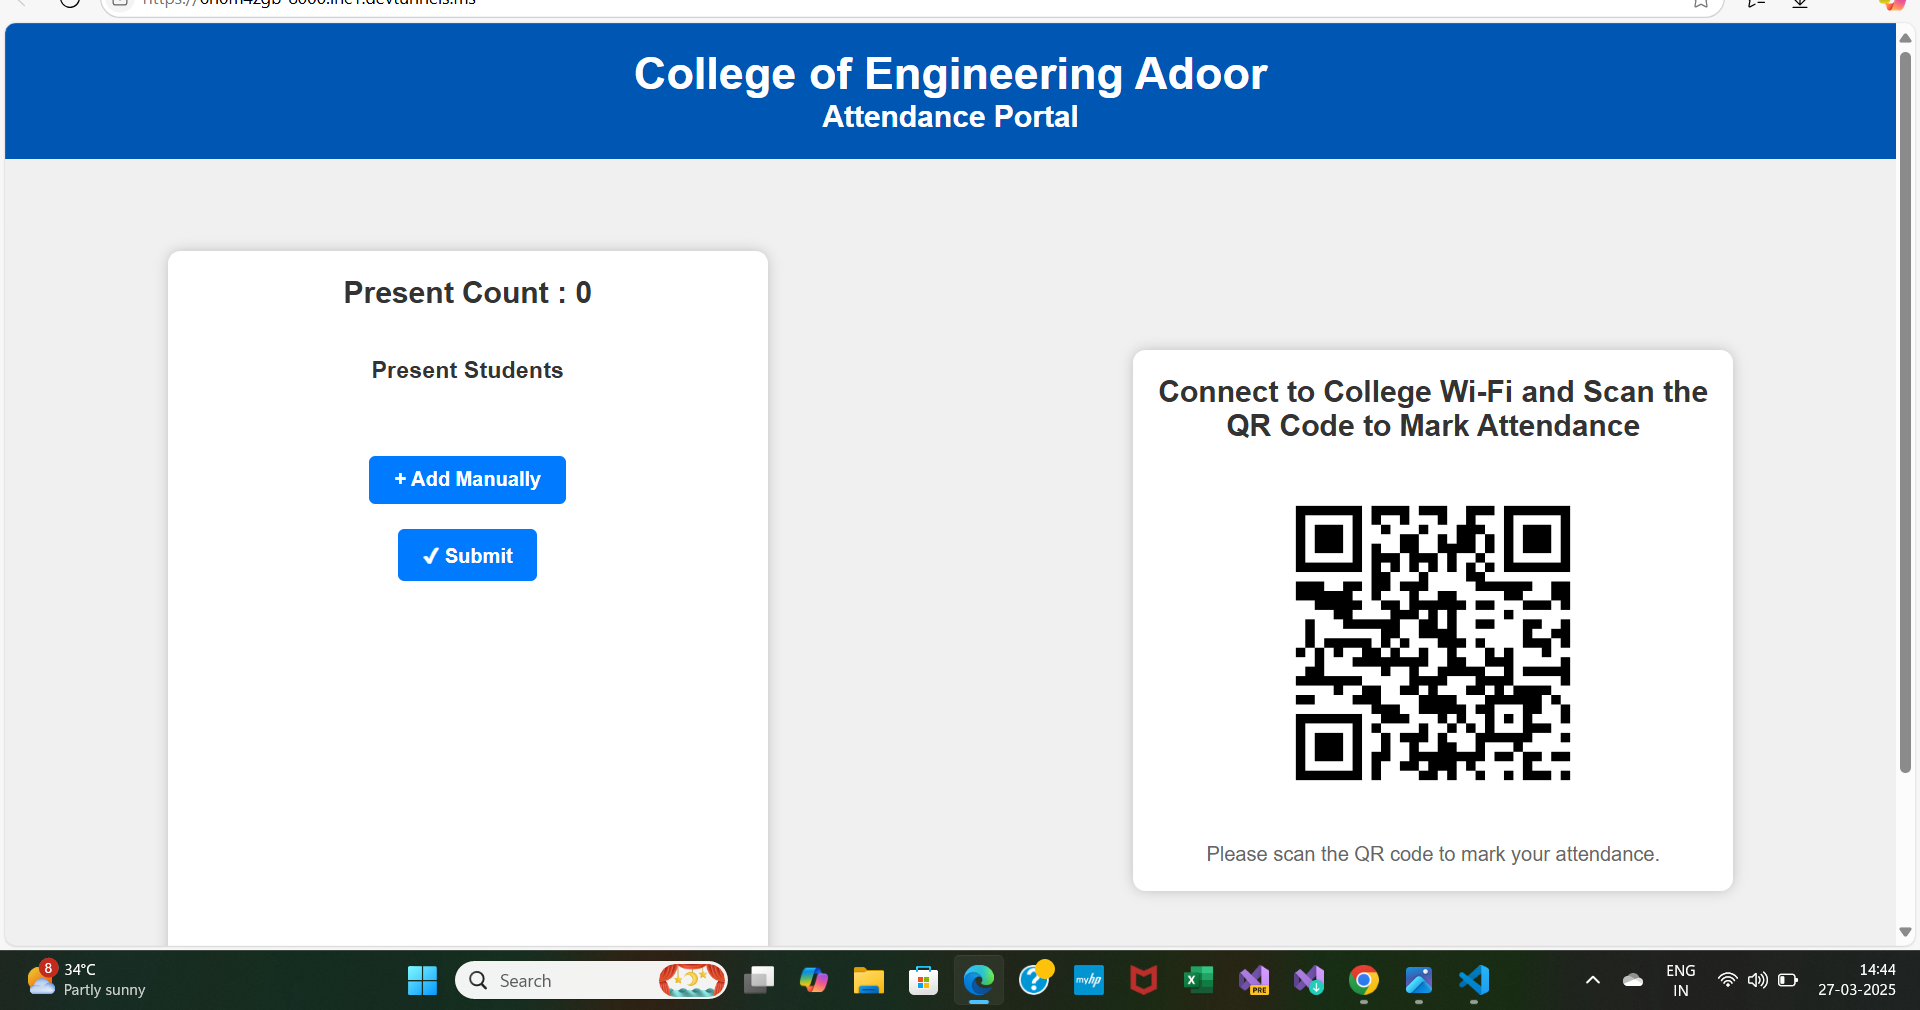 College of Engineering Adoor
Attendance Portal
Present Count : 0
Present Students
+ Add Manually
✓ Submit
Connect to College Wi-Fi and Scan the
QR Code to Mark Attendance
Please scan the QR code to mark your attendance.
8
34°C
Partly sunny
Search
?
myhp
X
PRE
ENG
IN
14:44
27-03-2025